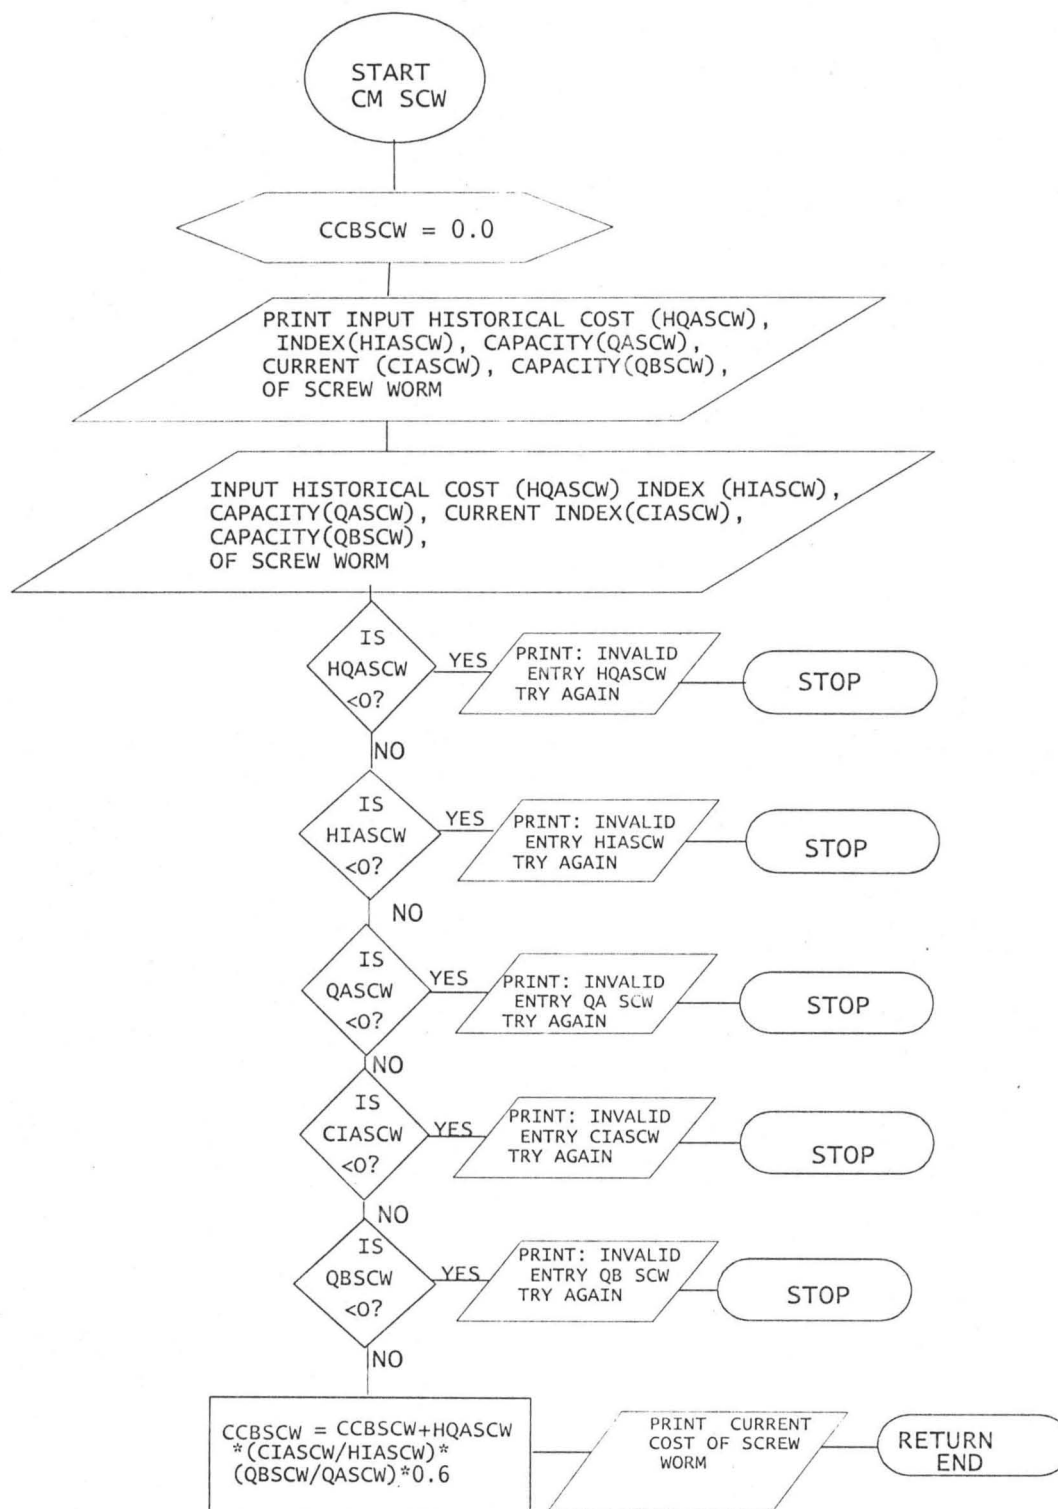 START
CM SCW
CCBSCW = 0.0
PRINT INPUT HISTORICAL COST (HQASCW),
INDEX(HIASCW), CAPACITY(QASCW),
CURRENT (CIASCW), CAPACITY(QBSCW),
OF SCREW WORM
INPUT HISTORICAL COST (HQASCW) INDEX (HIASCW),
CAPACITY(QASCW), CURRENT INDEX(CIASCW),
CAPACITY(QBSCW),
OF SCREW WORM
IS
HQASCW
<0?
YES
PRINT: INVALID
ENTRY HQASCW
TRY AGAIN
STOP
NO
IS
HIASCW
<0?
YES
PRINT: INVALID
ENTRY HIASCW
TRY AGAIN
STOP
NO
IS
QASCW
<0?
YES
PRINT: INVALID
ENTRY QA SCW
TRY AGAIN
STOP
NO
IS
CIASCW
<0?
YES
PRINT: INVALID
ENTRY CIASCW
TRY AGAIN
STOP
NO
IS
QBSCW
<0?
YES
PRINT: INVALID
ENTRY QB SCW
TRY AGAIN
STOP
NO
CCBSCW = CCBSCW+HQASCW
*(CIASCW/HIASCW)*
(QBSCW/QASCW)*0.6
PRINT CURRENT
COST OF SCREW
WORM
RETURN
END